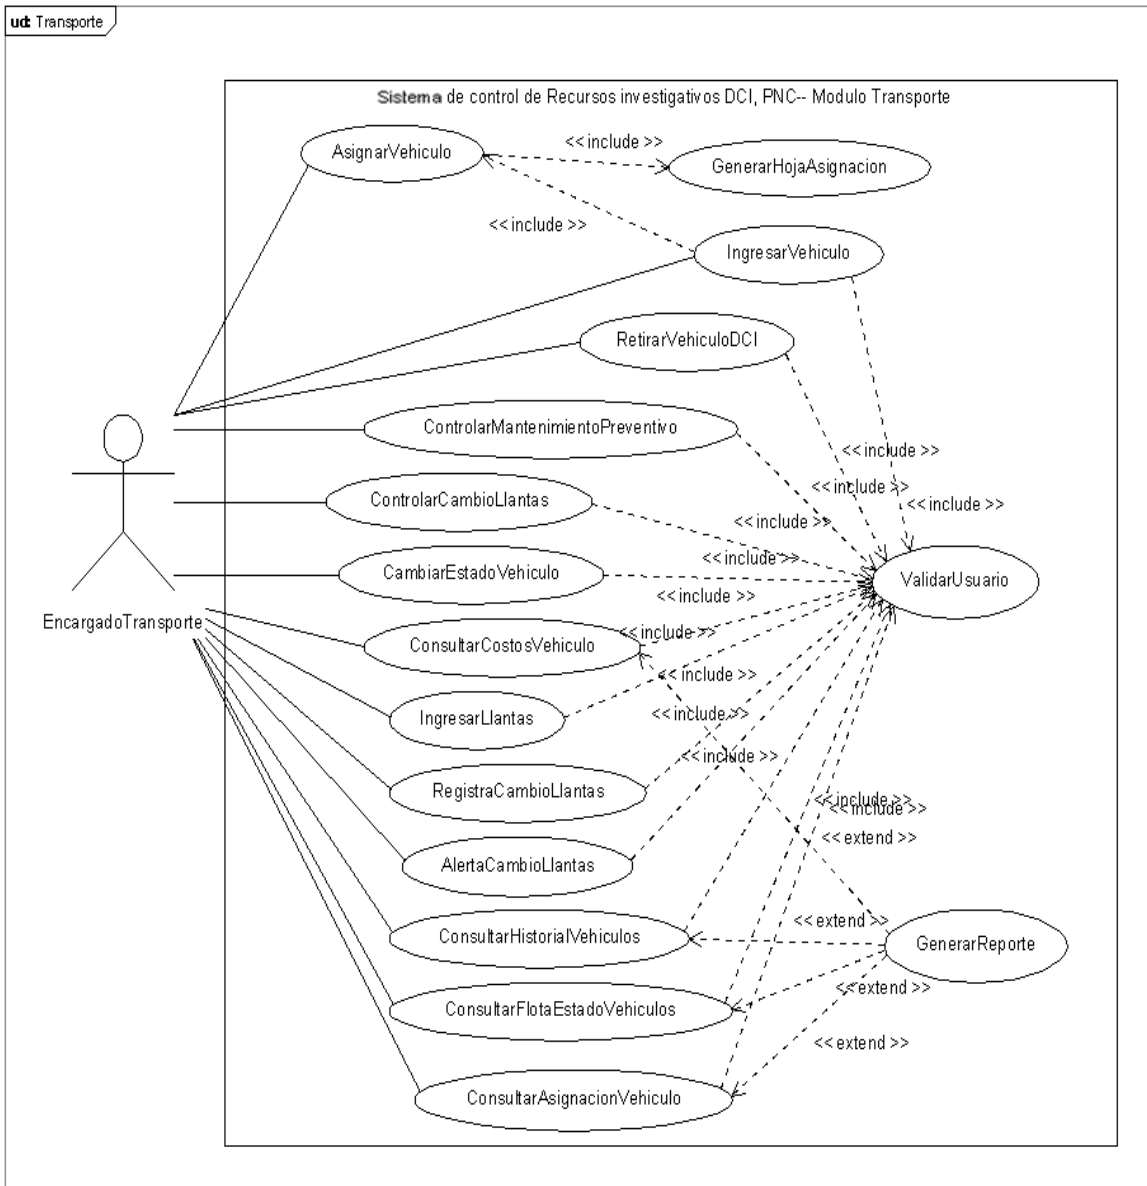 ud: Transporte
Sistema de control de Recursos investigativos DCI, PNC-- Modulo Transporte
AsignarVehiculo
<<include >>
GenerarHojaAsignacion
<<include >>
IngresarVehiculo
RetirarVehiculoDCI
ControlarMantenimientoPreventivo
<<include >>
<<include >>
ControlarCambioLlantas
<<include >>
<<include >>
<<include >>
CambiarEstadoVehiculo
ValidarUsuario
<<include >>
EncargadoTransporte
<<include >>
ConsultarCostosVehiculo
<<include >>
IngresarLlantas
<<include >>
<<include >>
RegistraCambioLlantas
<<include >>
<<include >>
<<extend >>
AlertaCambioLlantas
<<extend >>
ConsultarHistorialVehiculos
GenerarReporte
<<extend >>
ConsultarFlotaEstadoVehiculos
<<extend >>
ConsultarAsignacionVehiculo